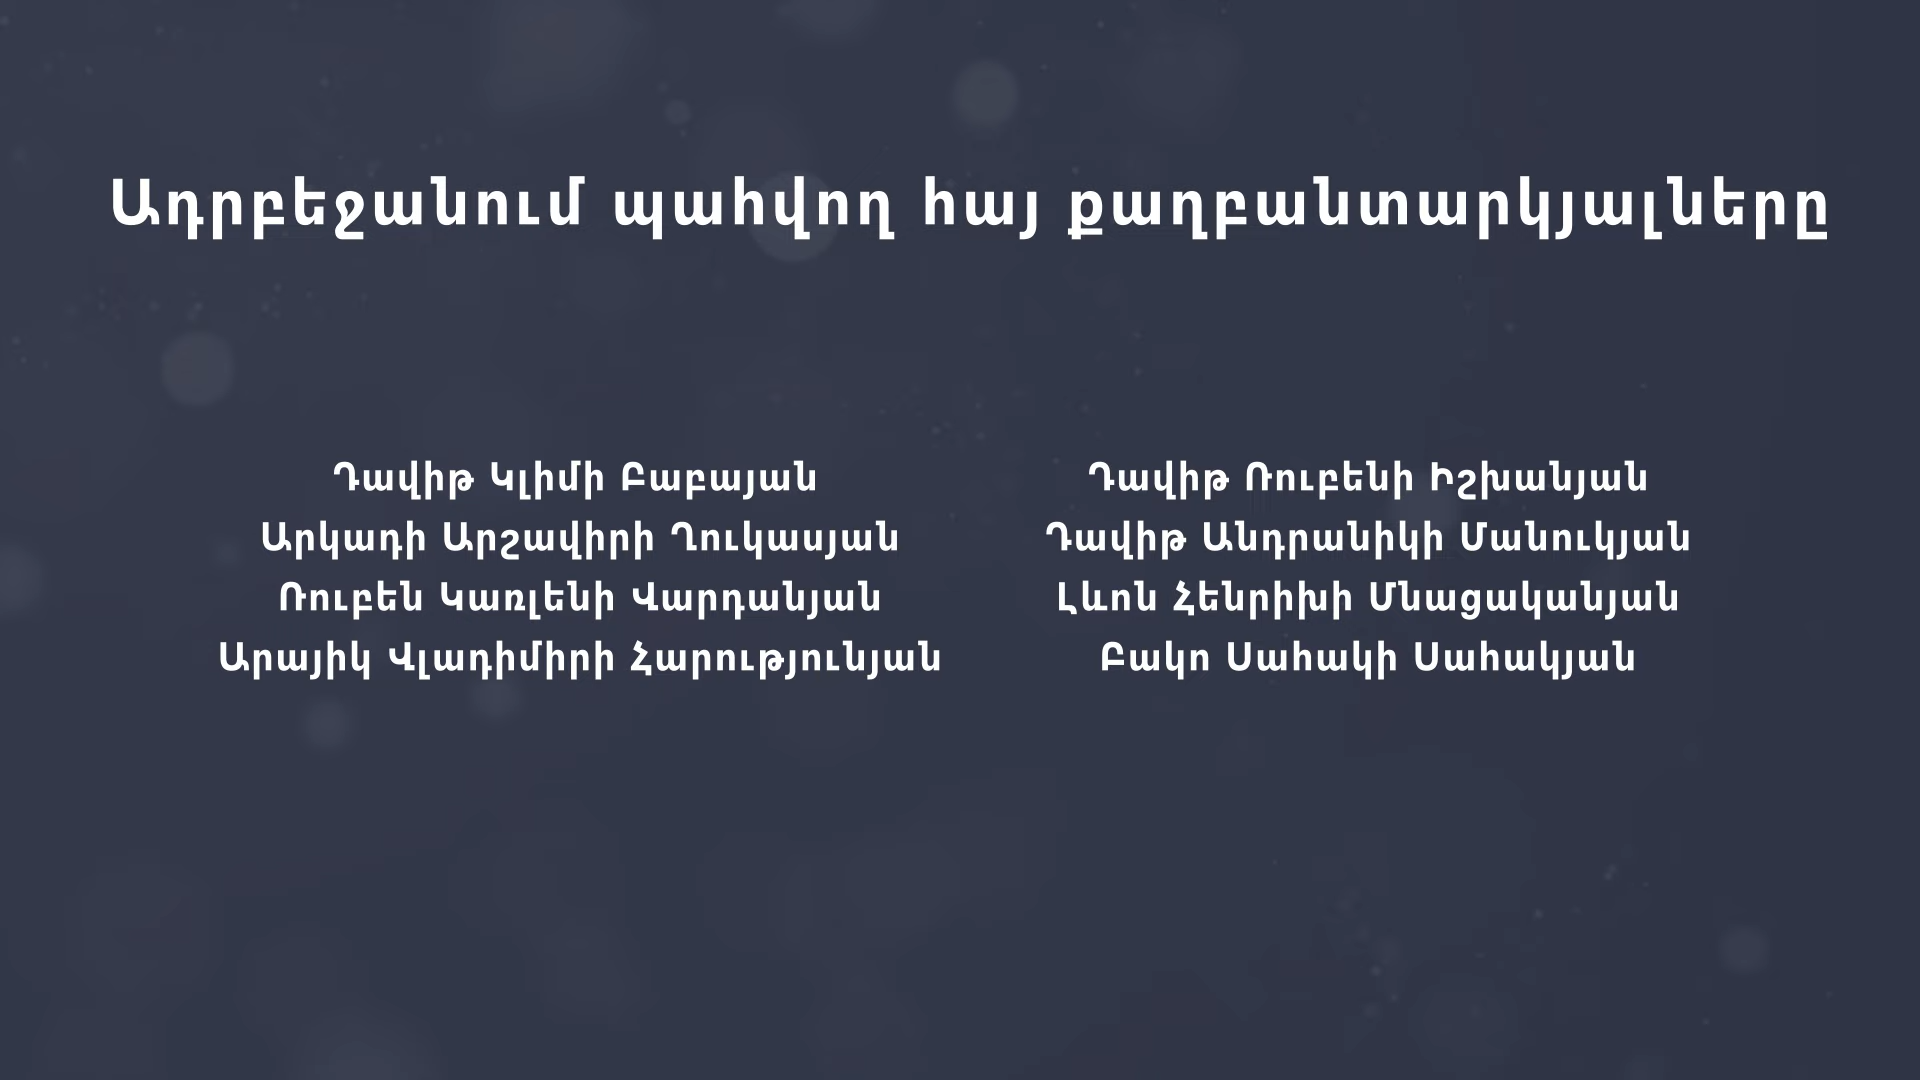 Ադրբեջանում պահվող հայ քաղբանտարկյալները
Դավիթ Կլիմի Բաբայան
Արկադի Արշավիրի Ղուկասյան
Ռուբեն Կառլենի Վարդանյան
Արայիկ Վլադիմիրի Հարությունյան
Դավիթ Ռուբենի Իշխանյան
Դավիթ Անդրանիկի Մանուկյան
Լևոն Հենրիխի Մնացականյան
Բակո Սահակի Սահակյան